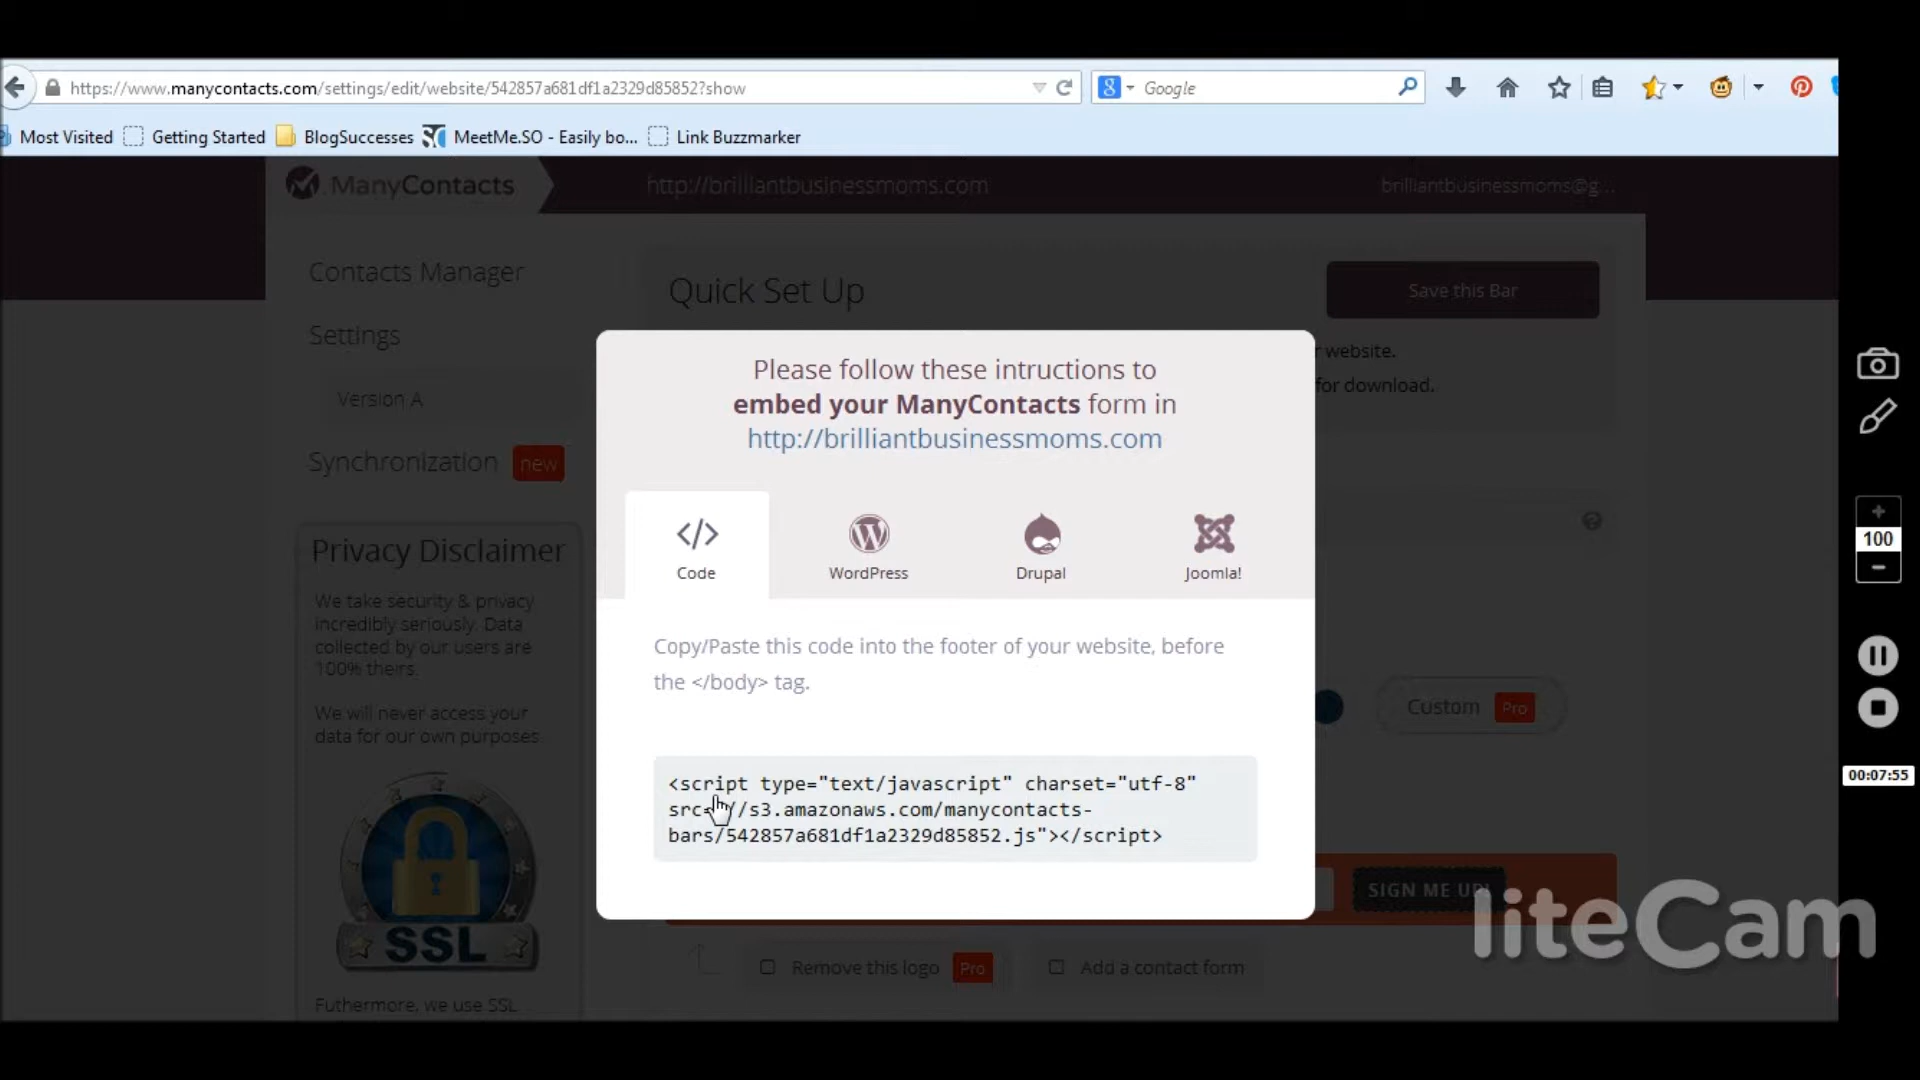 https://www.manycontacts.com/settings/edit/website/542857a681df1a2329d85852?show
Google
Most Visited
Getting Started
BlogSuccesses
MeetMe.SO - Easily bo...
Link Buzzmarker
ManyContacts
http://brilliantbusinessmoms.com
brilliantbusinessmoms@g...
Contacts Manager
Settings
Version A
Synchronization new
Quick Set Up
Save this Bar
website.
for download.
Please follow these intructions to
embed your ManyContacts form in
http://brilliantbusinessmoms.com
</>
Code
WordPress
Drupal
Joomla!
Copy/Paste this code into the footer of your website, before
the </body> tag.
<script type="text/javascript" charset="utf-8"
src="//s3.amazonaws.com/manycontacts-
bars/542857a681df1a2329d85852.js"></script>
Privacy Disclaimer
We take security & privacy
incredibly seriously. Data
collected by our users are
100% theirs.
We will never access your
data for our own purposes.
SSL
Futhermore, we use SSL
Custom Pro
SIGN ME UP!
Remove this logo Pro
Add a contact form
100
00:07:55
liteCam